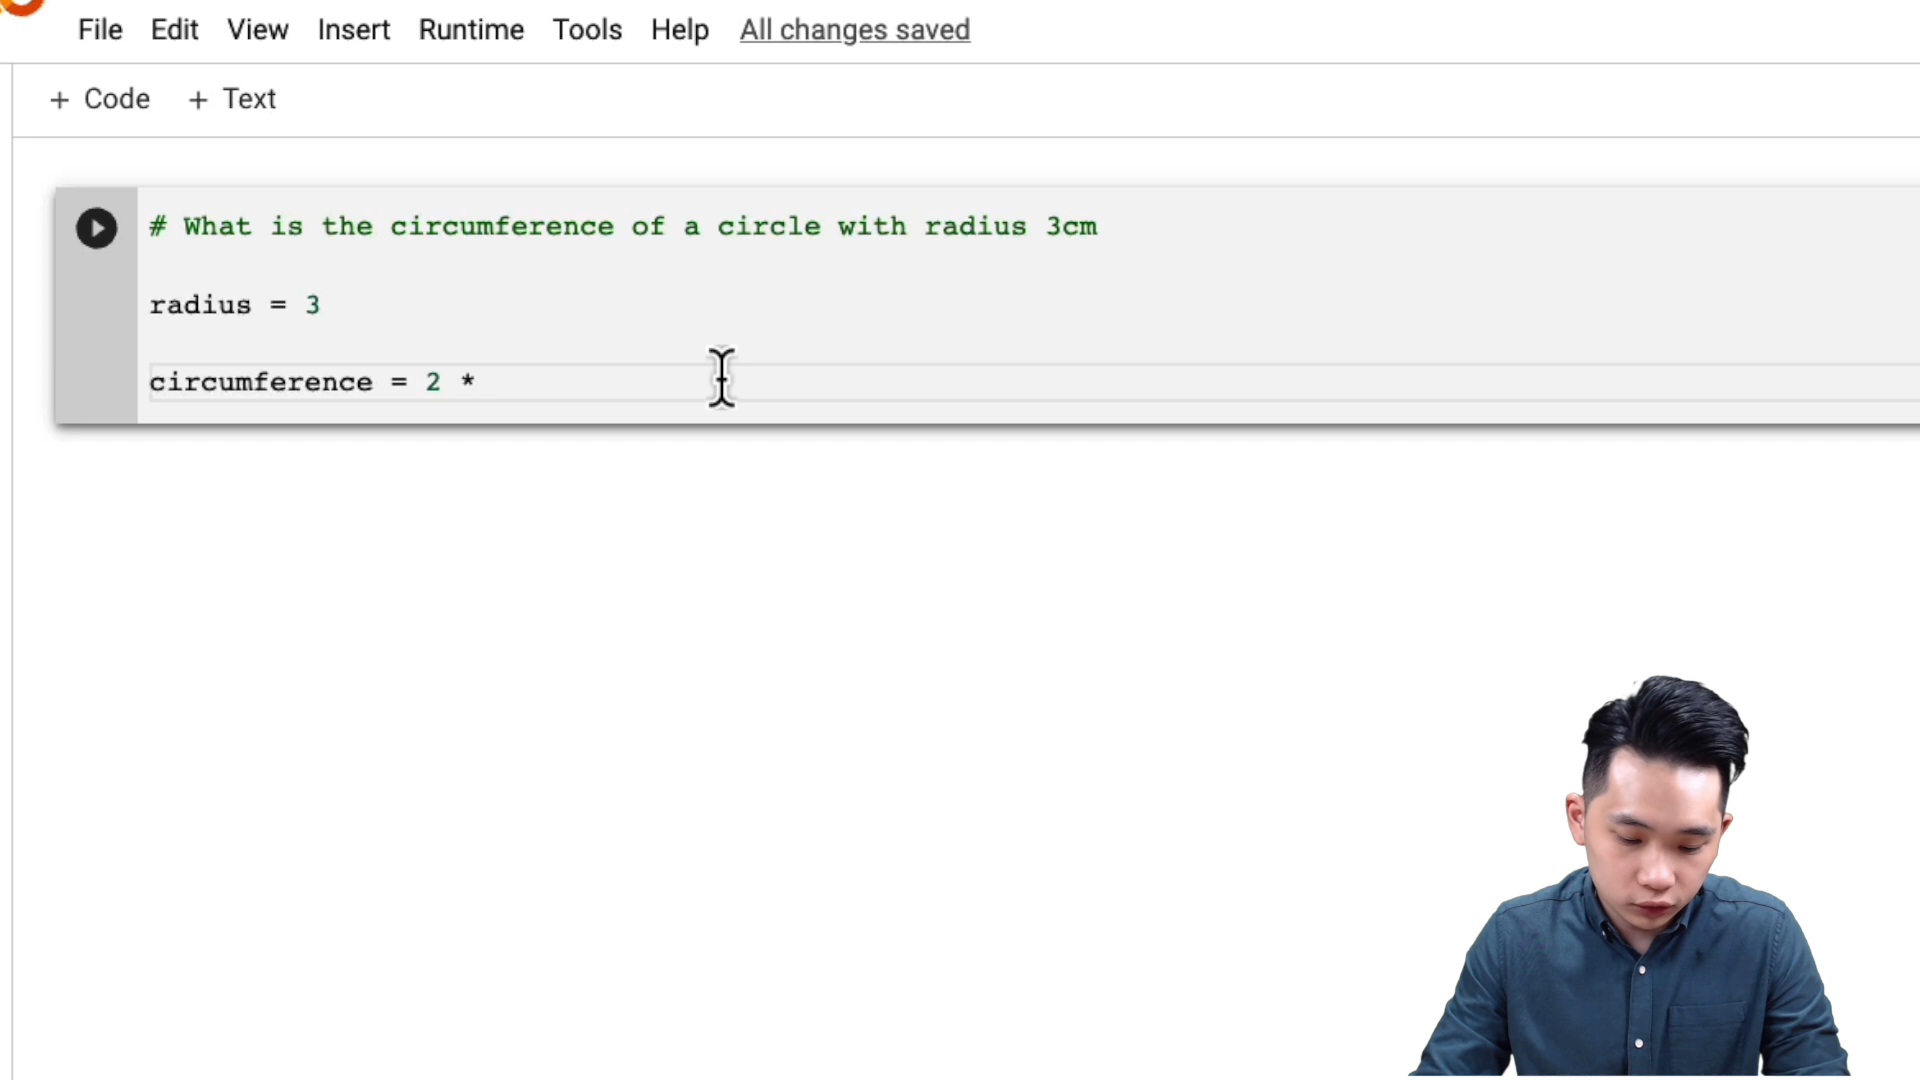 File Edit View Insert Runtime Tools Help All changes saved
+ Code + Text
# What is the circumference of a circle with radius 3cm
radius = 3
circumference = 2 *